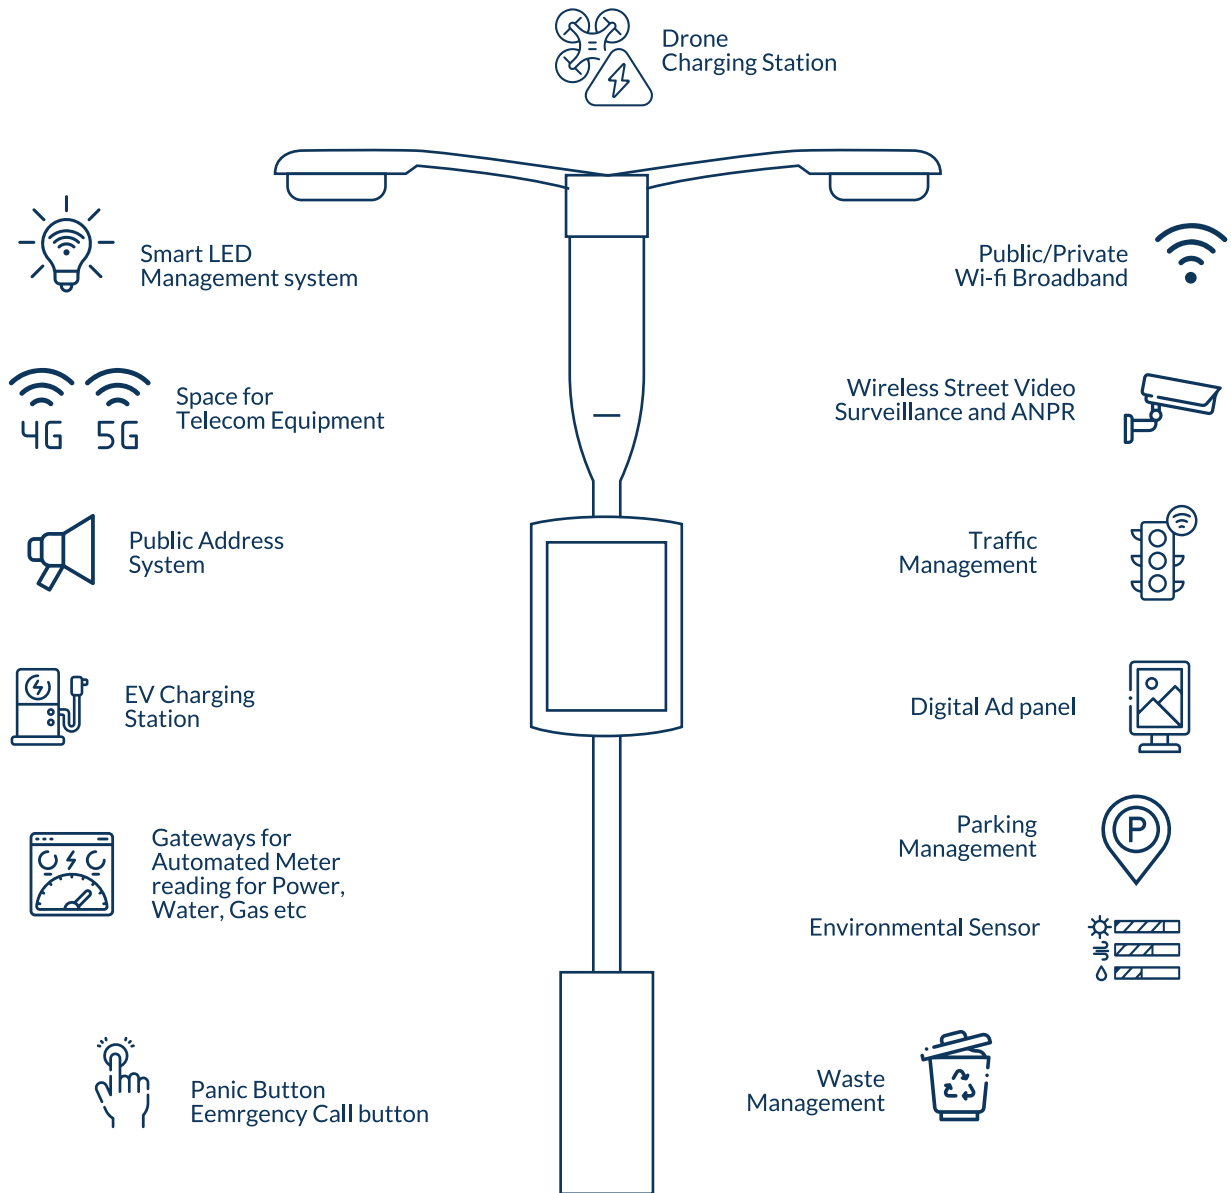 Drone
Charging Station
Smart LED
Management system
Public/Private
Wi-fi Broadband
4G 5G
Space for
Telecom Equipment
Wireless Street Video
Surveillance and ANPR
Public Address
System
Traffic
Management
EV Charging
Station
Digital Ad panel
Gateways for
Automated Meter
reading for Power,
Water, Gas etc
Parking
Management
P
Environmental Sensor
Panic Button
Eemrgency Call button
Waste
Management